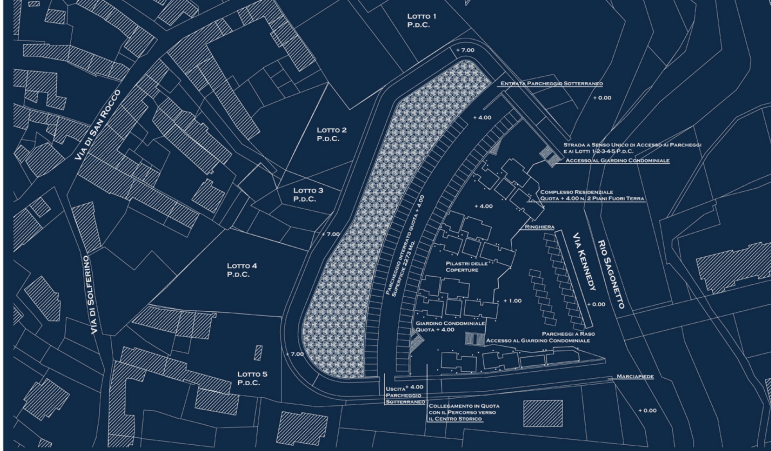 Lotto 1
P.d.C.
+ 7.00
Entrata Parcheggio Sotterraneo
+ 0.00
+ 4.00
Via di San Rocco
Lotto 2
P.d.C.
Strada a Senso Unico di Accesso ai Parcheggi
e ai Lotti 1-2-3-4-5 P.d.C.
Accesso al Giardino Condominiale
Lotto 3
P.d.C.
Complesso Residenziale
Quota + 4.00 n. 2 Piani Fuori Terra
+ 4.00
+ 7.00
Ringhiera
Via Kennedy
Rio Sagonetto
Parcheggio Interrato Quota + 4.00
Lotto 4
P.d.C.
Pilastri delle
Coperture
Via di Solferino
+ 1.00
+ 0.00
Giardino Condominiale
Quota + 4.00
Parcheggi a Raso
Accesso al Giardino Condominiale
+ 7.00
Lotto 5
P.d.C.
Marciapiede
Uscita
Parcheggio
Sotterraneo
+ 4.00
Collegamento in Quota
con il Percorso verso
il Centro Storico
+ 0.00